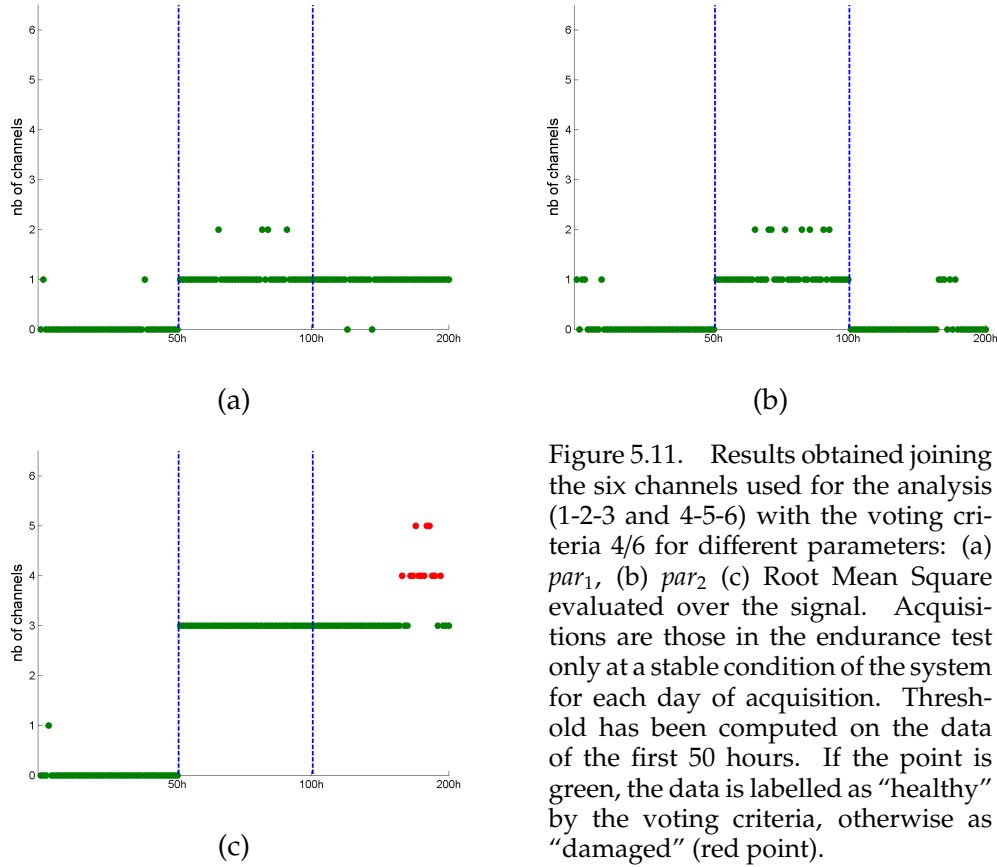 6
5
4
3
2
1
0
nb of channels
50h
100h
200h
(a)
6
5
4
3
2
1
0
nb of channels
50h
100h
200h
(b)
6
5
4
3
2
1
0
nb of channels
50h
100h
200h
(c)
Figure 5.11. Results obtained joining
the six channels used for the analysis
(1-2-3 and 4-5-6) with the voting cri-
teria 4/6 for different parameters: (a)
par₁, (b) par₂ (c) Root Mean Square
evaluated over the signal. Acquisi-
tions are those in the endurance test
only at a stable condition of the system
for each day of acquisition. Thresh-
old has been computed on the data
of the first 50 hours. If the point is
green, the data is labelled as “healthy”
by the voting criteria, otherwise as
“damaged” (red point).